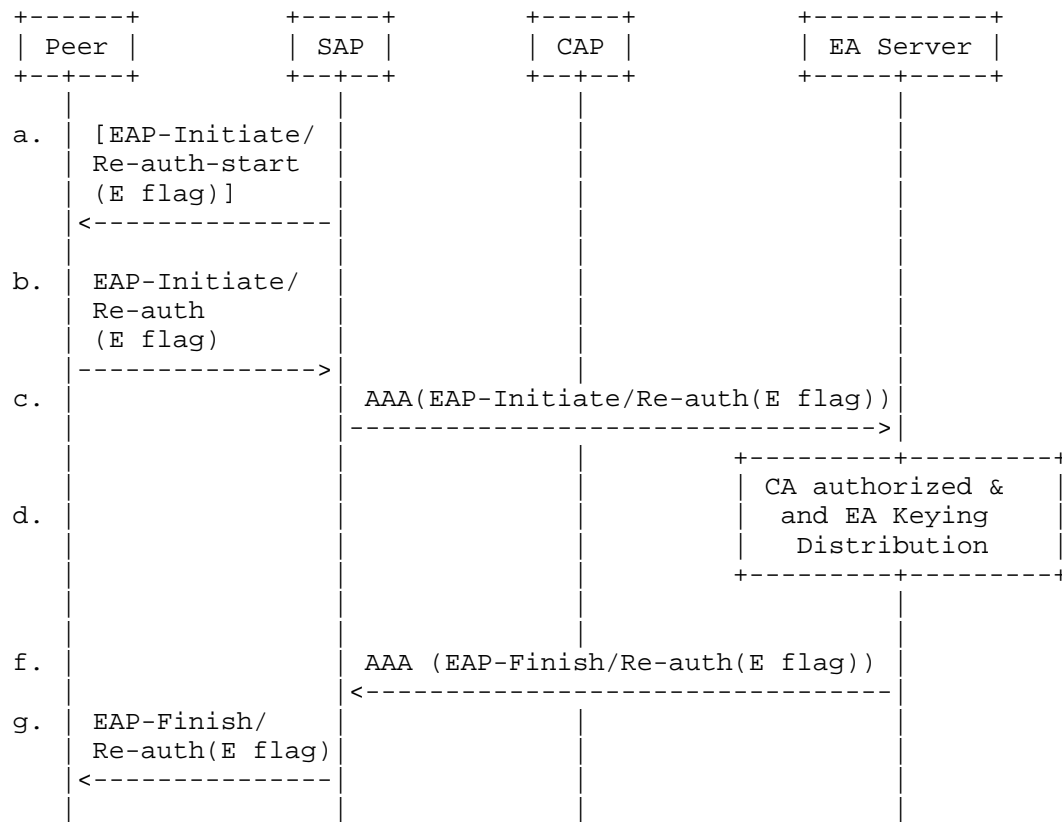 Peer SAP CAP EA Server
a. [EAP-Initiate/
Re-auth-start
(E flag)]
b. EAP-Initiate/
Re-auth
(E flag)
c. AAA(EAP-Initiate/Re-auth(E flag))
CA authorized &
d. and EA Keying
Distribution
f. AAA (EAP-Finish/Re-auth(E flag))
g. EAP-Finish/
Re-auth(E flag)